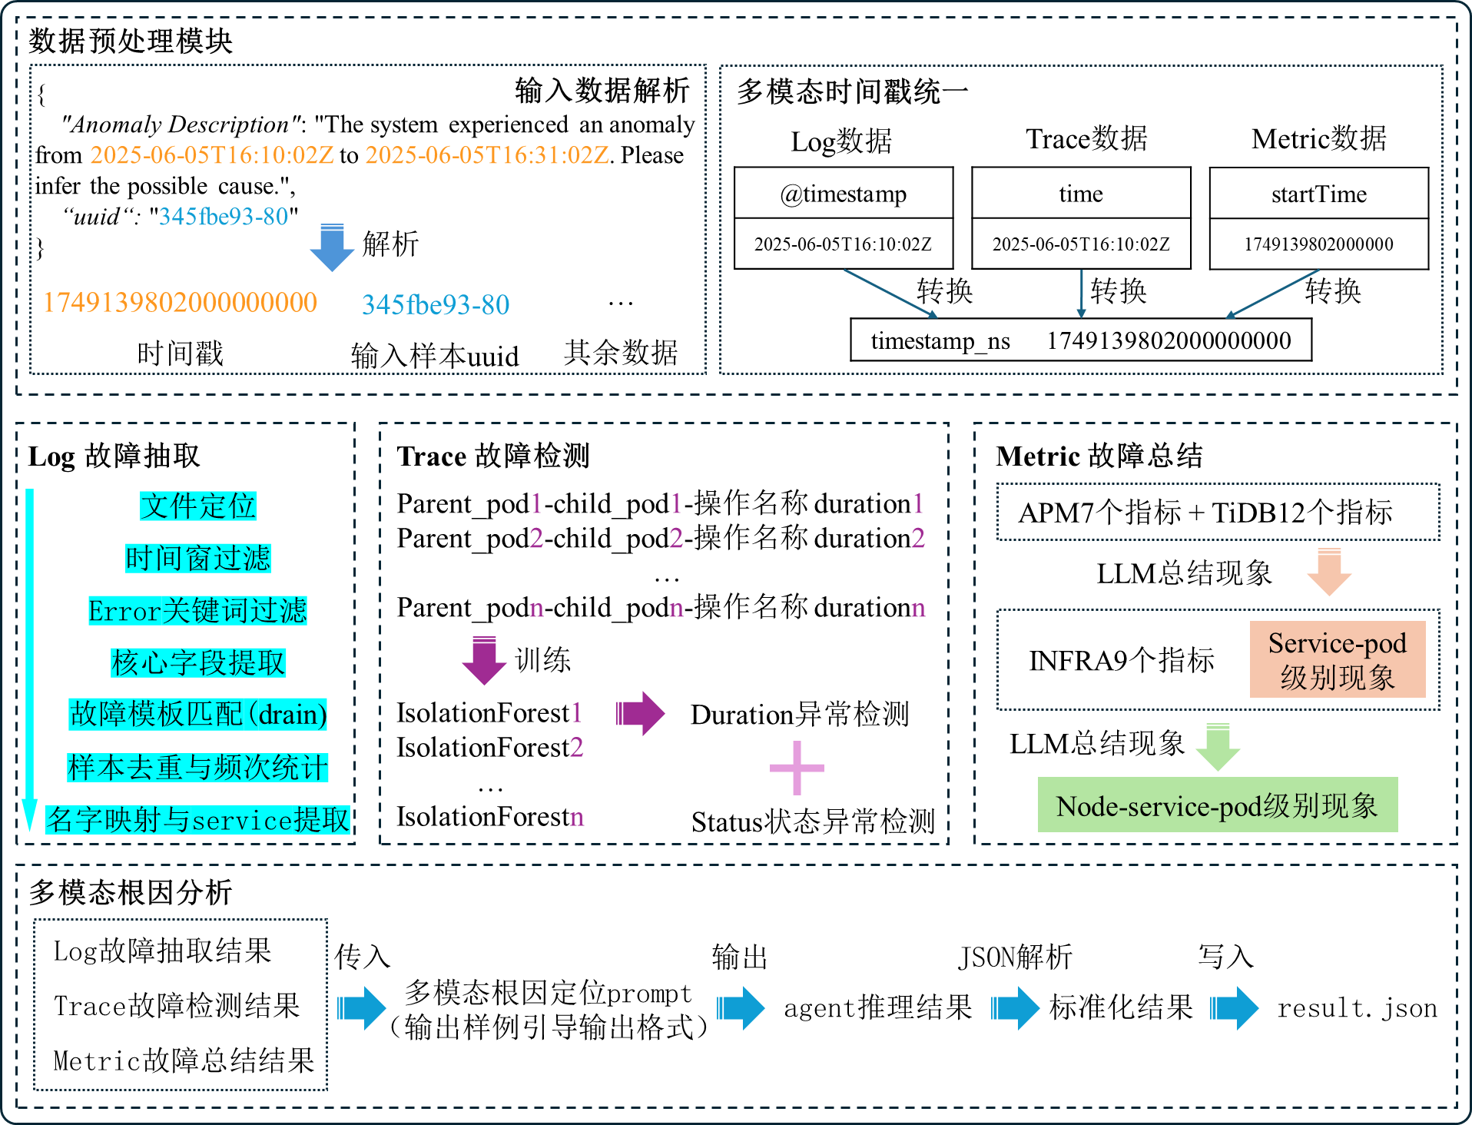 数据预处理模块
输入数据解析
{
"Anomaly Description": "The system experienced an anomaly
from 2025-06-05T16:10:02Z to 2025-06-05T16:31:02Z. Please
infer the possible cause.",
“uuid“: "345fbe93-80"
}
解析
1749139802000000000 345fbe93-80 ...
时间戳 输入样本uuid 其余数据
多模态时间戳统一
Log数据 Trace数据 Metric数据
@timestamp time startTime
2025-06-05T16:10:02Z 2025-06-05T16:10:02Z 1749139802000000
转换 转换 转换
timestamp_ns 1749139802000000000
Log 故障抽取
文件定位
时间窗过滤
Error关键词过滤
核心字段提取
故障模板匹配(drain)
样本去重与频次统计
名字映射与service提取
Trace 故障检测
Parent_pod1-child_pod1-操作名称 duration1
Parent_pod2-child_pod2-操作名称 duration2
...
Parent_podn-child_podn-操作名称 durationn
训练
IsolationForest1
IsolationForest2
...
IsolationForestn
Duration异常检测
Status状态异常检测
Metric 故障总结
APM7个指标 + TiDB12个指标
LLM总结现象
INFRA9个指标
Service-pod
级别现象
LLM总结现象
Node-service-pod级别现象
多模态根因分析
Log故障抽取结果
Trace故障检测结果
Metric故障总结结果
传入
多模态根因定位prompt
（输出样例引导输出格式）
输出
agent推理结果
JSON解析
标准化结果
写入
result.json